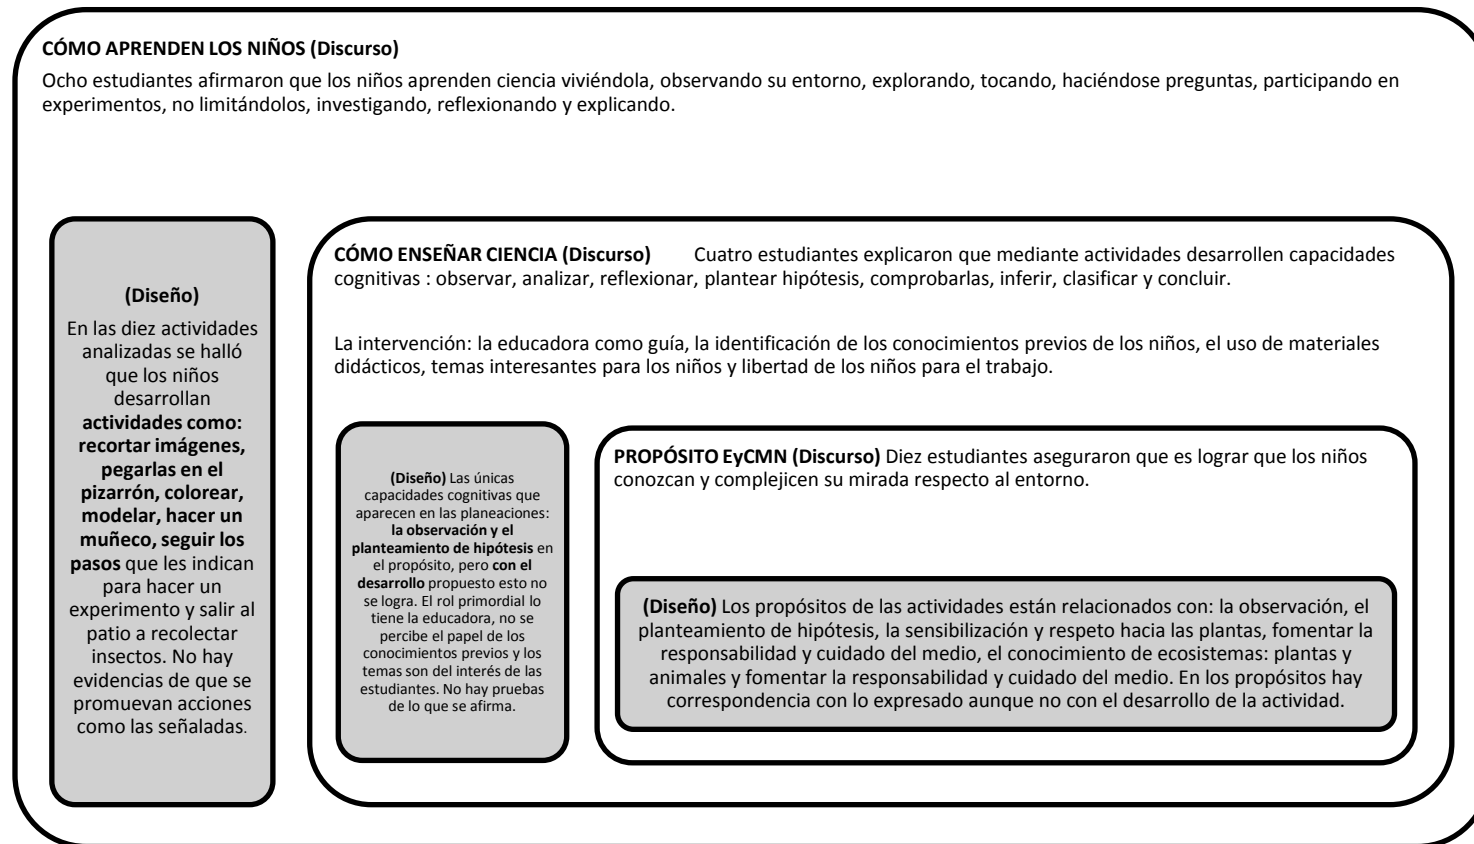 CÓMO APRENDEN LOS NIÑOS (Discurso)
Ocho estudiantes afirmaron que los niños aprenden ciencia viviéndola, observando su entorno, explorando, tocando, haciéndose preguntas, participando en
experimentos, no limitándolos, investigando, reflexionando y explicando.
(Diseño)
En las diez actividades
analizadas se halló
que los niños
desarrollan
actividades como:
recortar imágenes,
pegarlas en el
pizarrón, colorear,
modelar, hacer un
muñeco, seguir los
pasos que les indican
para hacer un
experimento y salir al
patio a recolectar
insectos. No hay
evidencias de que se
promuevan acciones
como las señaladas.
CÓMO ENSEÑAR CIENCIA (Discurso) Cuatro estudiantes explicaron que mediante actividades desarrollen capacidades
cognitivas : observar, analizar, reflexionar, plantear hipótesis, comprobarlas, inferir, clasificar y concluir.
La intervención: la educadora como guía, la identificación de los conocimientos previos de los niños, el uso de materiales
didácticos, temas interesantes para los niños y libertad de los niños para el trabajo.
(Diseño) Las únicas
capacidades cognitivas que
aparecen en las planeaciones:
la observación y el
planteamiento de hipótesis en
el propósito, pero con el
desarrollo propuesto esto no
se logra. El rol primordial lo
tiene la educadora, no se
percibe el papel de los
conocimientos previos y los
temas son del interés de las
estudiantes. No hay pruebas
de lo que se afirma.
PROPÓSITO EyCMN (Discurso) Diez estudiantes aseguraron que es lograr que los niños
conozcan y complejicen su mirada respecto al entorno.
(Diseño) Los propósitos de las actividades están relacionados con: la observación, el
planteamiento de hipótesis, la sensibilización y respeto hacia las plantas, fomentar la
responsabilidad y cuidado del medio, el conocimiento de ecosistemas: plantas y
animales y fomentar la responsabilidad y cuidado del medio. En los propósitos hay
correspondencia con lo expresado aunque no con el desarrollo de la actividad.